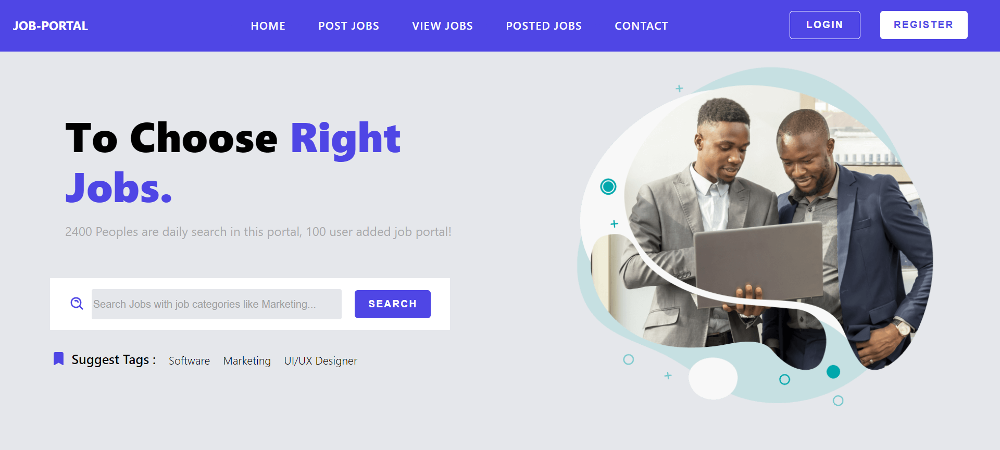 JOB-PORTAL
HOME
POST JOBS
VIEW JOBS
POSTED JOBS
CONTACT
LOGIN
REGISTER
To Choose Right
Jobs.
2400 Peoples are daily search in this portal, 100 user added job portal!
Search Jobs with job categories like Marketing...
SEARCH
Suggest Tags : Software Marketing UI/UX Designer